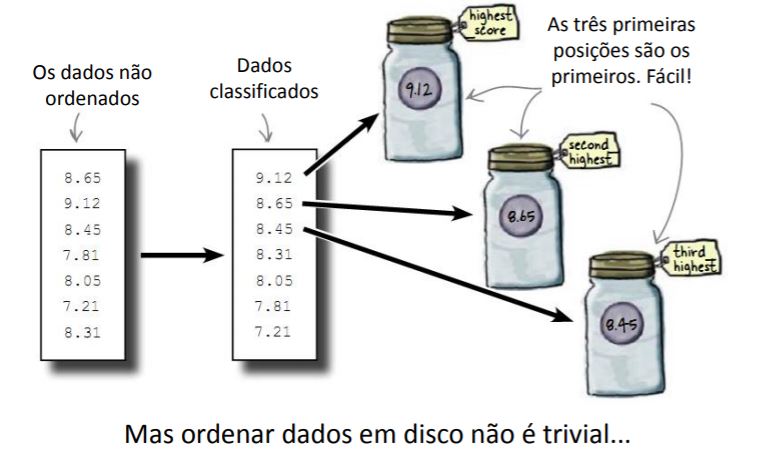 Os dados não
ordenados
8.65
9.12
8.45
7.81
8.05
7.21
8.31
Dados
classificados
9.12
8.65
8.45
8.31
8.05
7.81
7.21
highest
_score
9.12
second
highest
8.65
third
highest
8.45
As três primeiras
posições são os
primeiros. Fácil!
Mas ordenar dados em disco não é trivial...